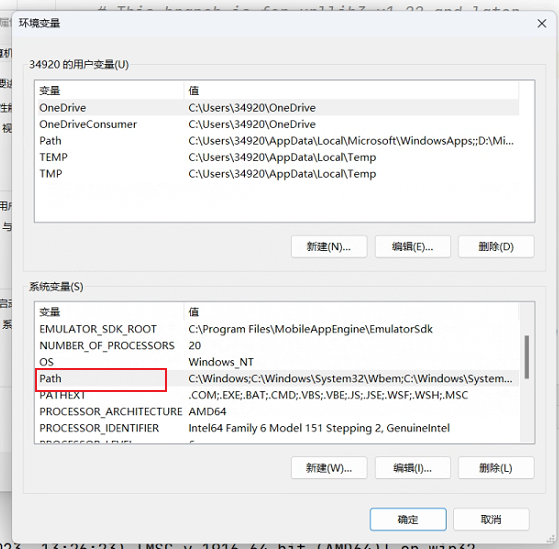 # This branch is for urllib3 v1.22 and later
环境变量
34920 的用户变量(U)
变量 值
OneDrive C:\Users\34920\OneDrive
OneDriveConsumer C:\Users\34920\OneDrive
Path C:\Users\34920\AppData\Local\Microsoft\WindowsApps;;D:\Mi...
TEMP C:\Users\34920\AppData\Local\Temp
TMP C:\Users\34920\AppData\Local\Temp
新建(N)... 编辑(E)... 删除(D)
系统变量(S)
变量 值
EMULATOR_SDK_ROOT C:\Program Files\MobileAppEngine\EmulatorSdk
NUMBER_OF_PROCESSORS 20
OS Windows_NT
Path C:\Windows;C:\Windows\System32\Wbem;C:\Windows\System...
PATHEXT .COM;.EXE;.BAT;.CMD;.VBS;.VBE;.JS;.JSE;.WSF;.WSH;.MSC
PROCESSOR_ARCHITECTURE AMD64
PROCESSOR_IDENTIFIER Intel64 Family 6 Model 151 Stepping 2, GenuineIntel
PROCESSOR_LEVEL 6
新建(W)... 编辑(I)... 删除(L)
确定 取消
2023, 13:26:23) [MSC v.1916 64 bit (AMD64)] on win32